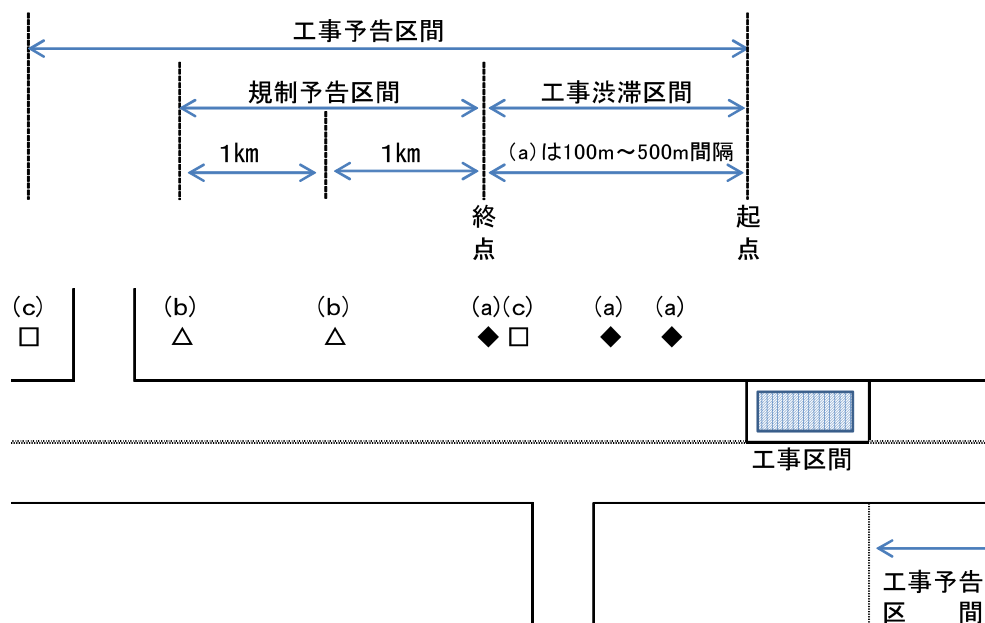 工事予告区間
規制予告区間 工事渋滞区間
1km 1km (a)は100m～500m間隔
終点 起点
(c) (b) (b) (a)(c) (a) (a)
工事区間
工事予告
区 間